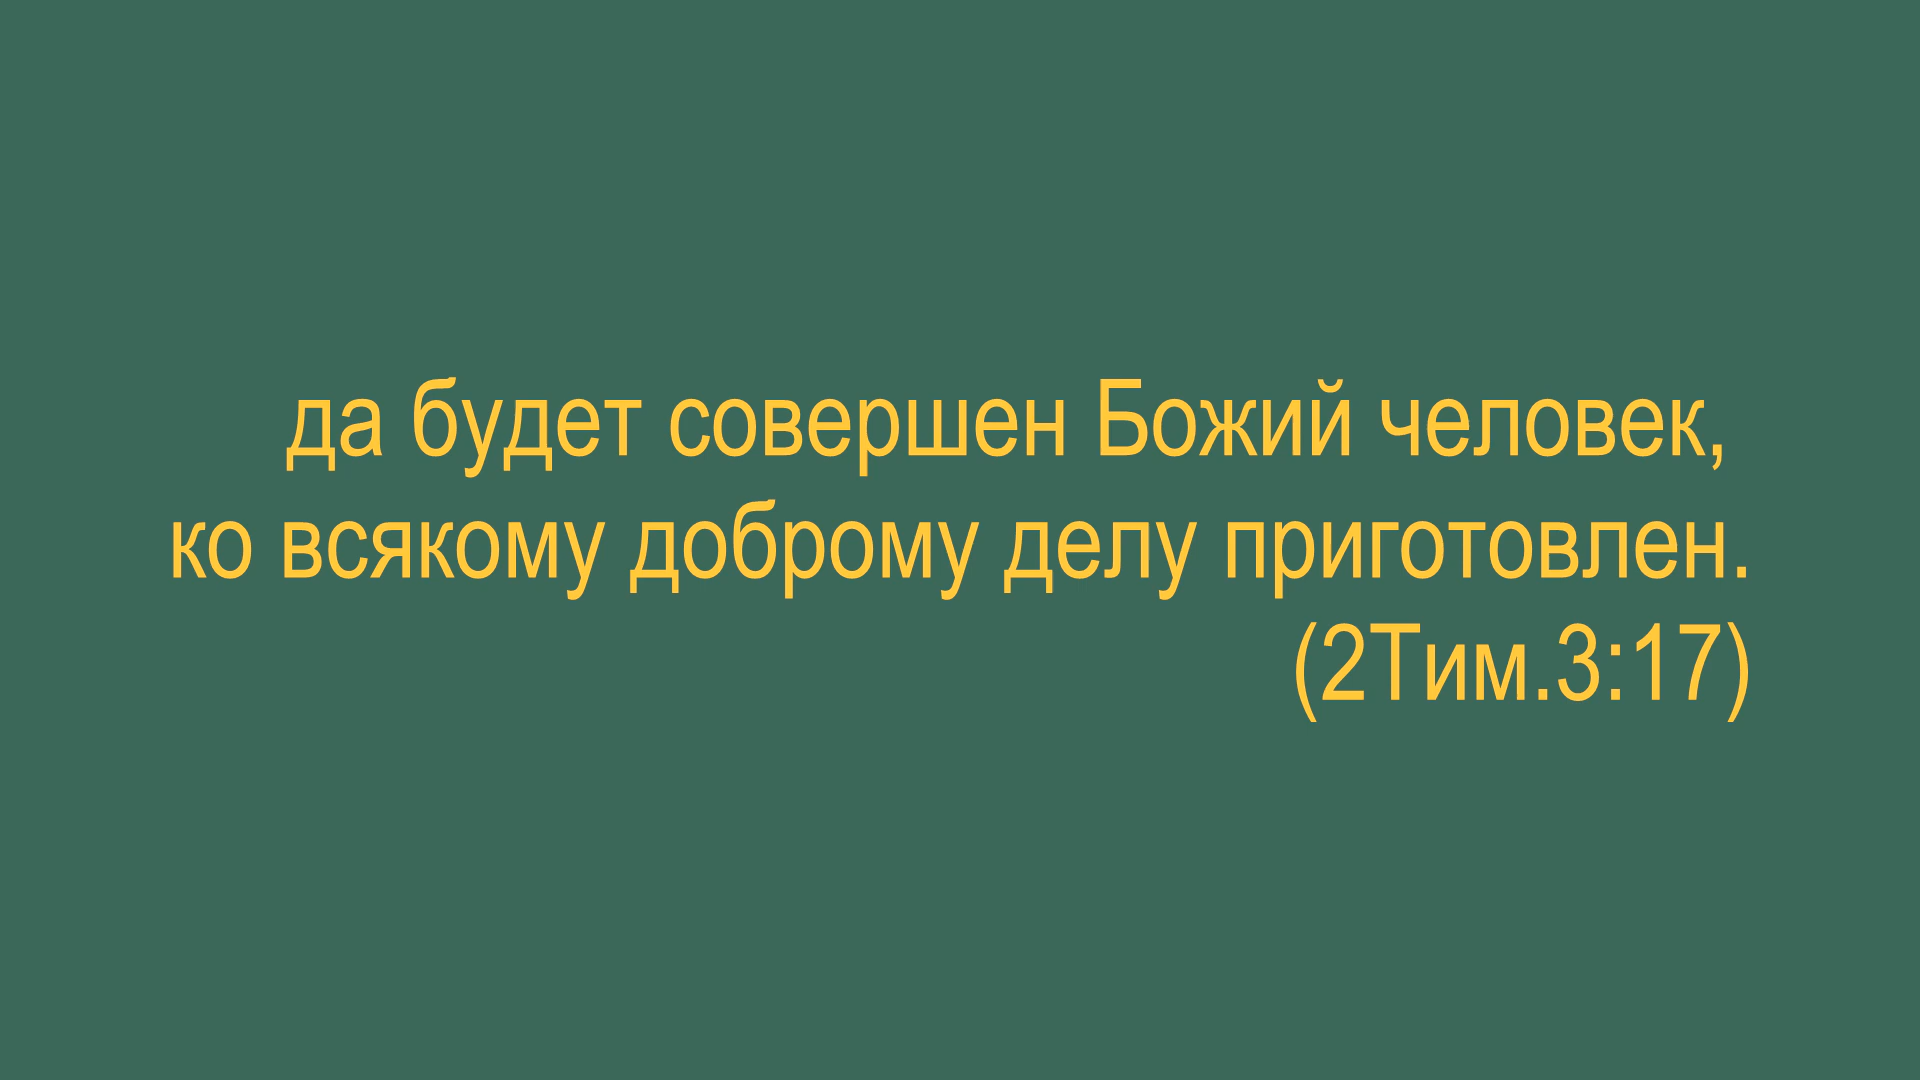 да будет совершен Божий человек,
ко всякому доброму делу приготовлен.
(2Тим.3:17)